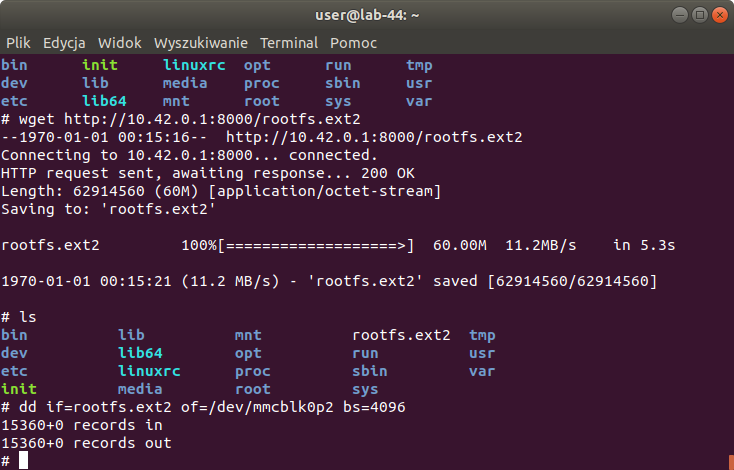 user@lab-44: ~
Plik Edycja Widok Wyszukiwanie Terminal Pomoc
bin init linuxrc opt run tmp
dev lib media proc sbin usr
etc lib64 mnt root sys var
# wget http://10.42.0.1:8000/rootfs.ext2
--1970-01-01 00:15:16-- http://10.42.0.1:8000/rootfs.ext2
Connecting to 10.42.0.1:8000... connected.
HTTP request sent, awaiting response... 200 OK
Length: 62914560 (60M) [application/octet-stream]
Saving to: 'rootfs.ext2'
rootfs.ext2 100%[===================>] 60.00M 11.2MB/s in 5.3s
1970-01-01 00:15:21 (11.2 MB/s) - 'rootfs.ext2' saved [62914560/62914560]
# ls
bin lib mnt rootfs.ext2 tmp
dev lib64 opt run usr
etc linuxrc proc sbin var
init media root sys
# dd if=rootfs.ext2 of=/dev/mmcblk0p2 bs=4096
15360+0 records in
15360+0 records out
#